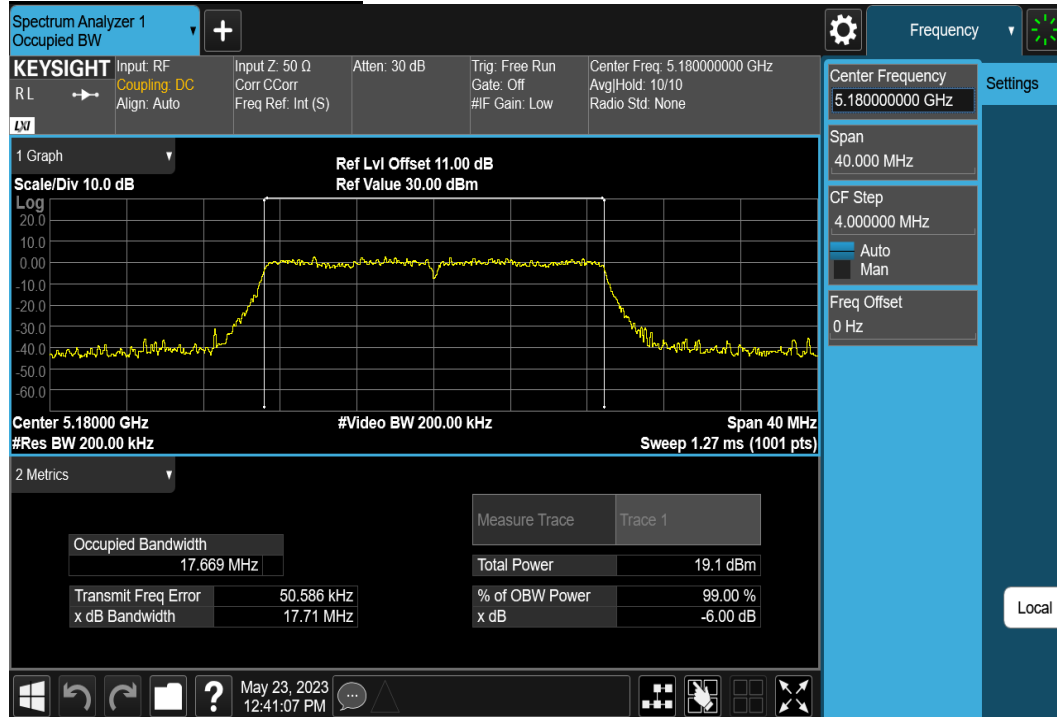 Spectrum Analyzer 1
Occupied BW
+
Frequency
KEYSIGHT
RL
LXI
Input: RF
Coupling: DC
Align: Auto
Input Z: 50 Ω
Corr CCorr
Freq Ref: Int (S)
Atten: 30 dB
Trig: Free Run
Gate: Off
#IF Gain: Low
Center Freq: 5.180000000 GHz
Avg|Hold: 10/10
Radio Std: None
Center Frequency
5.180000000 GHz
Settings
Span
40.000 MHz
CF Step
4.000000 MHz
Auto
Man
Freq Offset
0 Hz
Local
1 Graph
Scale/Div 10.0 dB
Ref Lvl Offset 11.00 dB
Ref Value 30.00 dBm
Log
20.0
10.0
0.00
-10.0
-20.0
-30.0
-40.0
-50.0
-60.0
Center 5.18000 GHz
#Video BW 200.00 kHz
Span 40 MHz
#Res BW 200.00 kHz
Sweep 1.27 ms (1001 pts)
2 Metrics
Measure Trace Trace 1
Occupied Bandwidth
17.669 MHz
Total Power 19.1 dBm
Transmit Freq Error 50.586 kHz
% of OBW Power 99.00 %
x dB Bandwidth 17.71 MHz
x dB -6.00 dB
?
May 23, 2023
12:41:07 PM